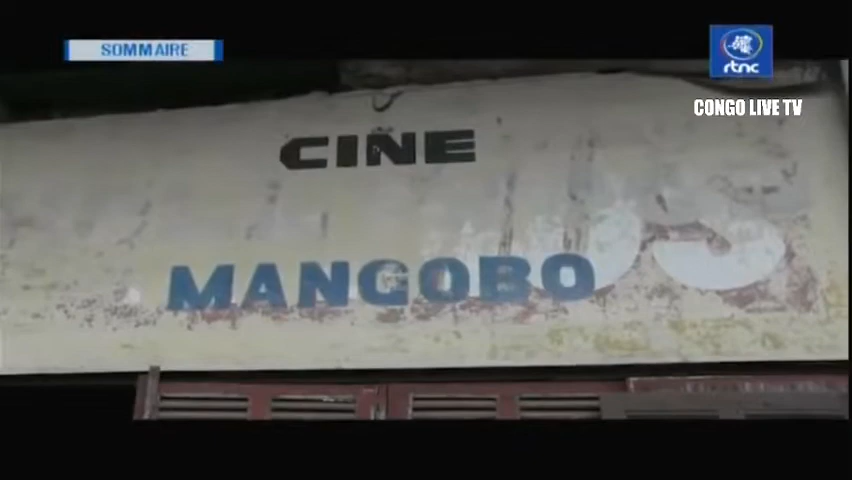 SOMMAIRE
rtnc
CONGO LIVE TV
CINE
MANGOBO